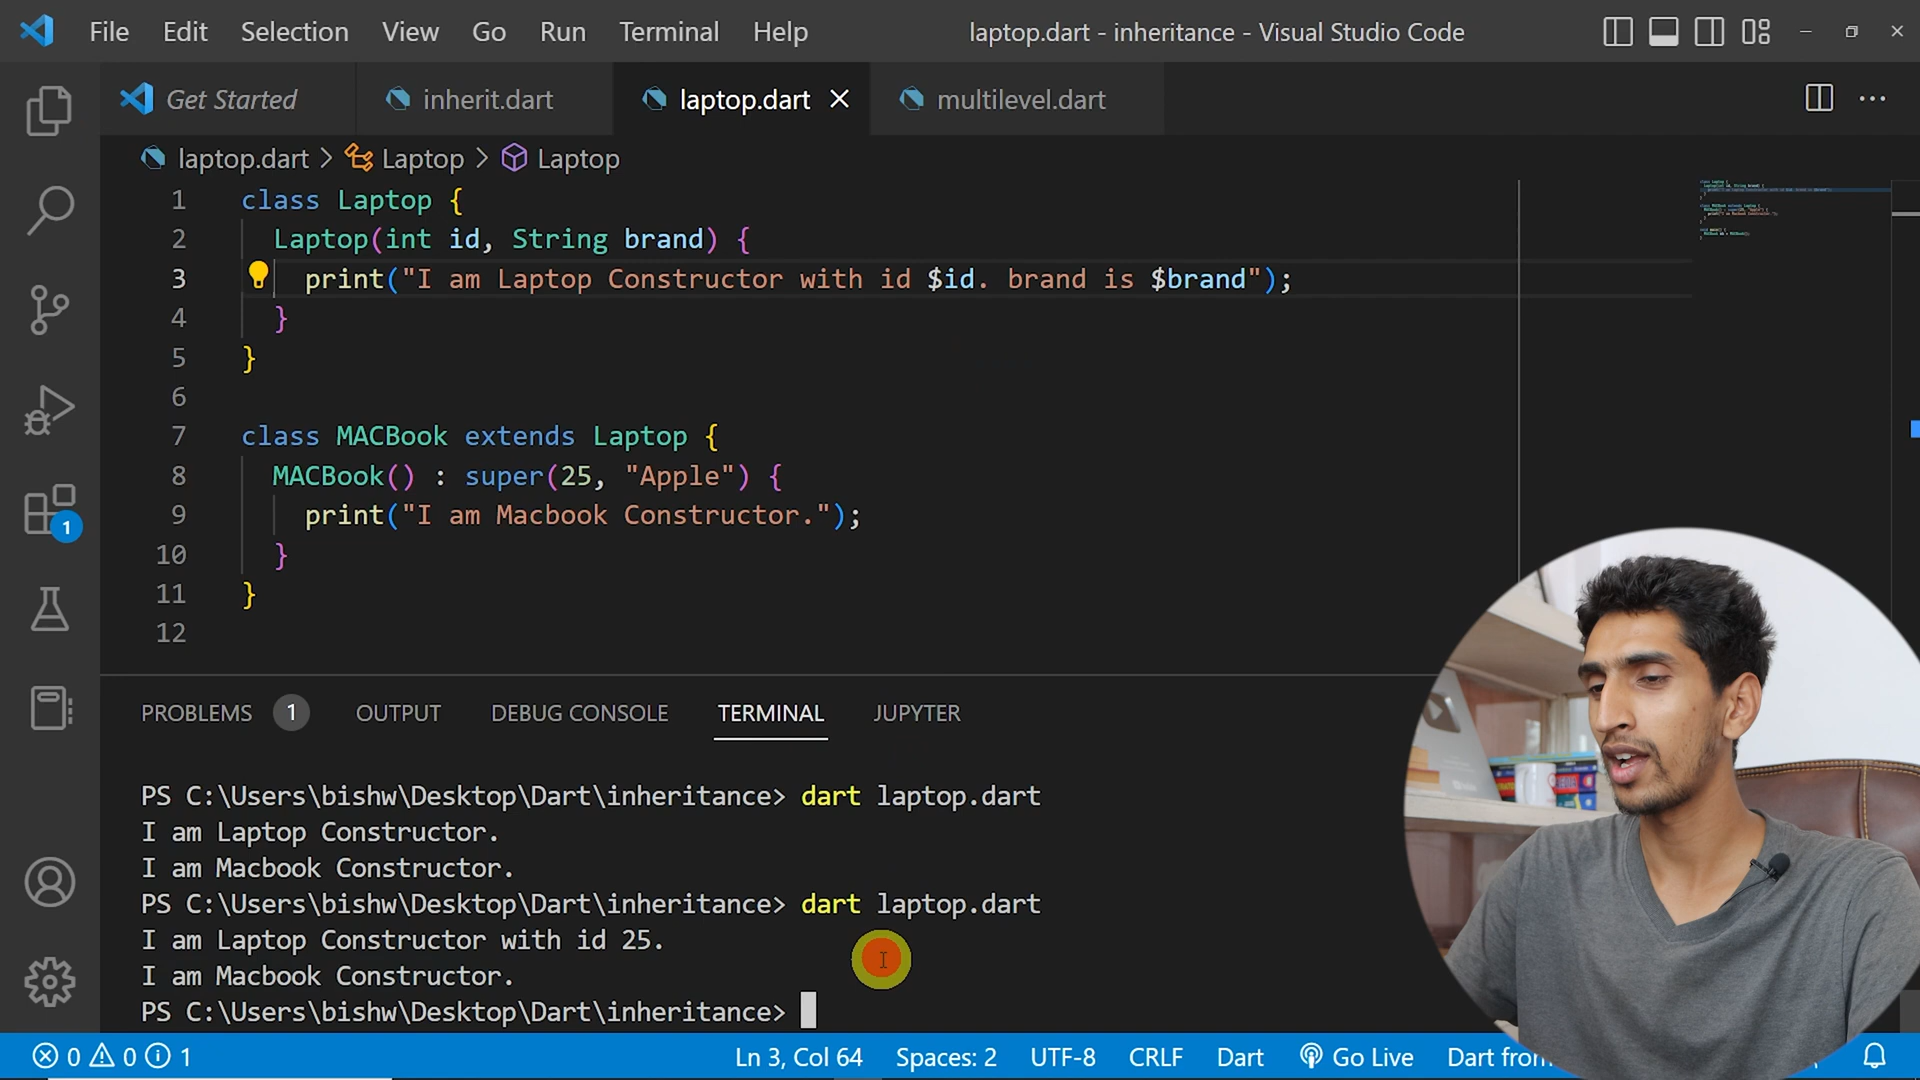 File Edit Selection View Go Run Terminal Help laptop.dart - inheritance - Visual Studio Code
Get Started inherit.dart laptop.dart multilevel.dart
laptop.dart > Laptop > Laptop
1 class Laptop {
2 Laptop(int id, String brand) {
3 print("I am Laptop Constructor with id $id. brand is $brand");
4 }
5 }
6
7 class MACBook extends Laptop {
8 MACBook() : super(25, "Apple") {
9 print("I am Macbook Constructor.");
10 }
11 }
12
1
PROBLEMS 1 OUTPUT DEBUG CONSOLE TERMINAL JUPYTER
PS C:\Users\bishw\Desktop\Dart\inheritance> dart laptop.dart
I am Laptop Constructor.
I am Macbook Constructor.
PS C:\Users\bishw\Desktop\Dart\inheritance> dart laptop.dart
I am Laptop Constructor with id 25.
I am Macbook Constructor.
PS C:\Users\bishw\Desktop\Dart\inheritance>
0 0 1 Ln 3, Col 64 Spaces: 2 UTF-8 CRLF Dart Go Live Dart from